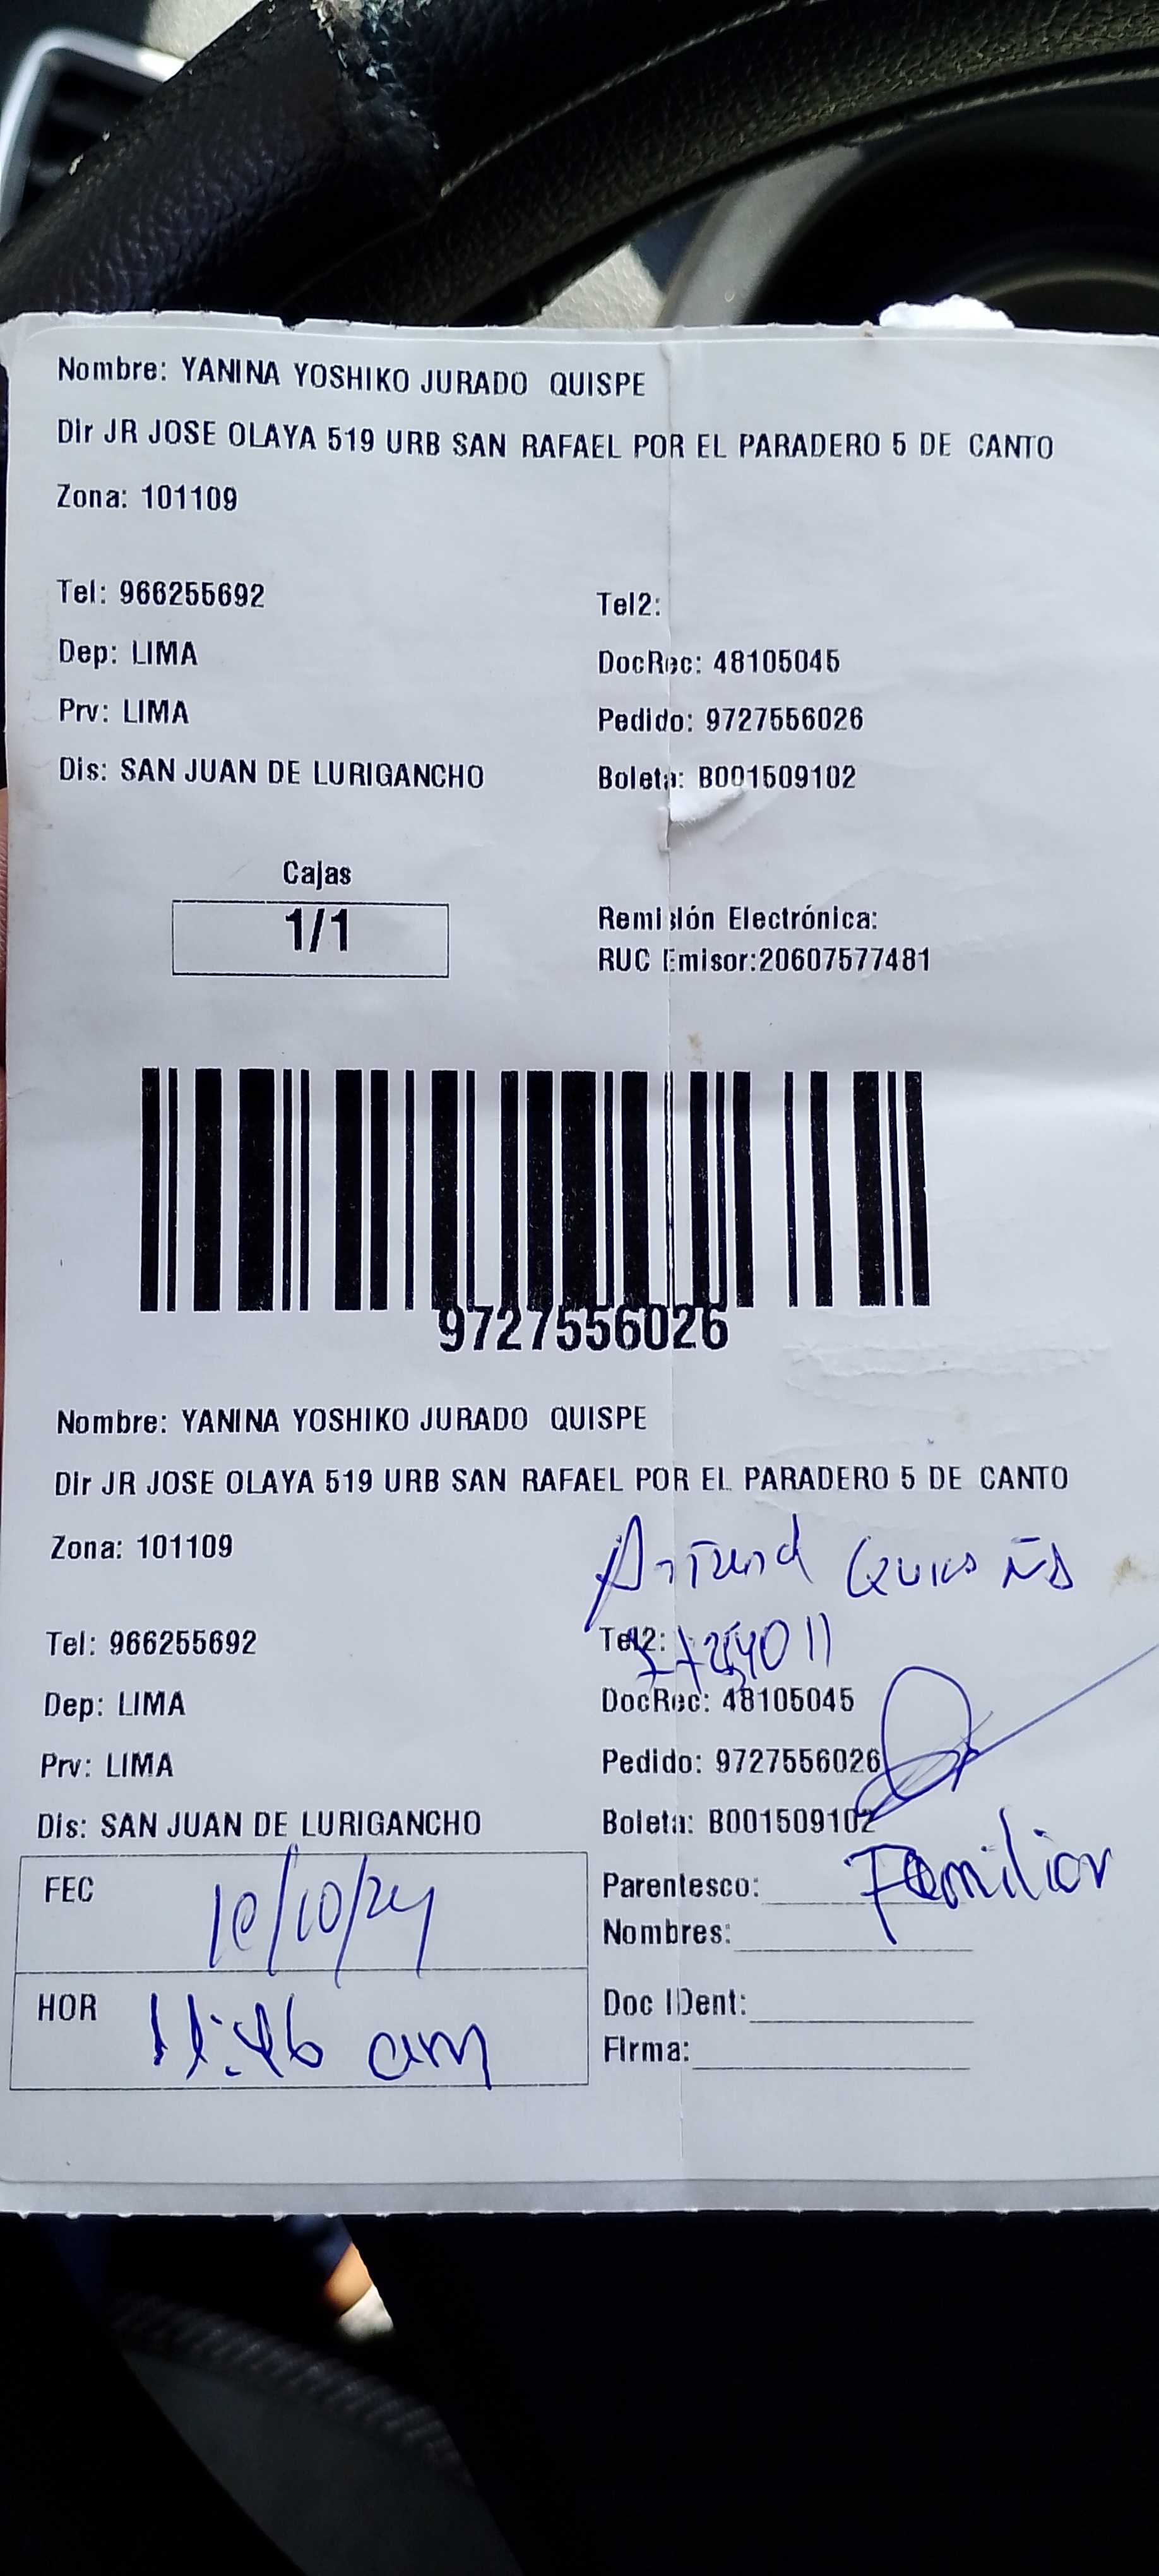 Nombre: YANINA YOSHIKO JURADO QUISPE
Dir JR JOSE OLAYA 519 URB SAN RAFAEL POR EL PARADERO 5 DE CANTO
Zona: 101109
Tel: 966255692
Tel2:
Dep: LIMA
DocRec: 48105045
Prv: LIMA
Pedido: 9727556026
Dis: SAN JUAN DE LURIGANCHO
Boleta: B001509102
Cajas
1/1
Remisión Electrónica:
RUC Emisor:20607577481
9727556026
Nombre: YANINA YOSHIKO JURADO QUISPE
Dir JR JOSE OLAYA 519 URB SAN RAFAEL POR EL PARADERO 5 DE CANTO
Zona: 101109
Tel: 966255692
Tel2:
Dep: LIMA
DocRec: 48105045
Prv: LIMA
Pedido: 9727556026
Dis: SAN JUAN DE LURIGANCHO
Boleta: B001509102
FEC 10/10/24
Parentesco: Familiar
Nombres:
HOR 11:46 am
Doc IDent:
Firma: